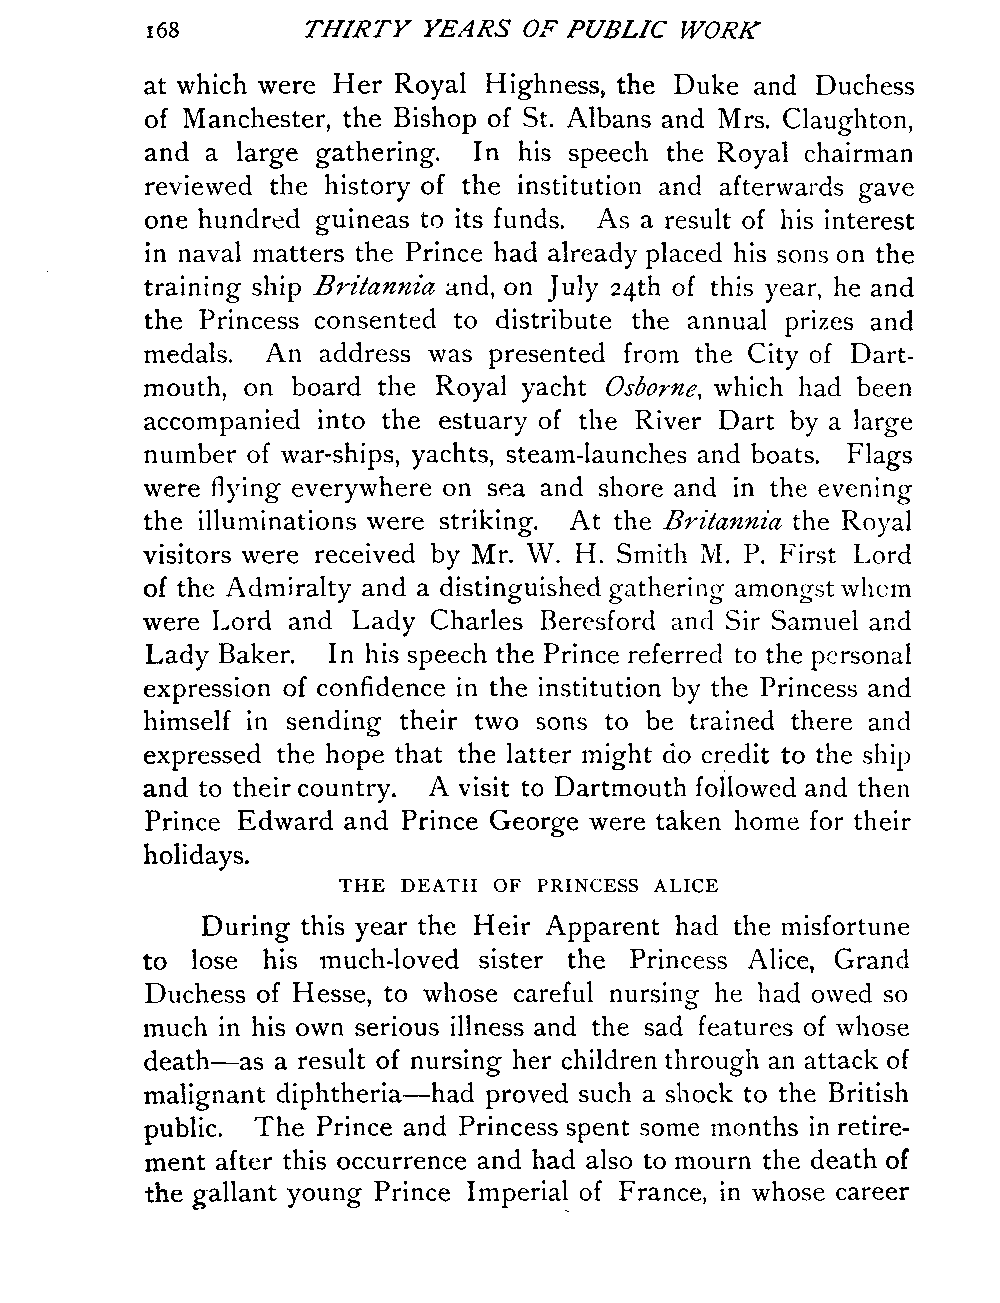 168 THIRTY YEARS OF PUBLIC WORK
at which were Her Royal Highness, the Duke and Duchess
of Manchester, the Bishop of St. Albans and Mrs. Claughton,
and a large gathering. In his speech the Royal chairman
reviewed the history of the institution and afterwards gave
one hundred guineas to its funds. As a result of his interest
in naval matters the Prince had already placed his sons on the
training ship Britannia and, on July 24th of this year, he and
the Princess consented to distribute the annual prizes and
medals. An address was presented from the City of Dart-
mouth, on board the Royal yacht Osborne, which had been
accompanied into the estuary of the River Dart by a large
number of war-ships, yachts, steam-launches and boats. Flags
were flying everywhere on sea and shore and in the evening
the illuminations were striking. At the Britannia the Royal
visitors were received by Mr. W. H. Smith M. P. First Lord
of the Admiralty and a distinguished gathering amongst whom
were Lord and Lady Charles Beresford and Sir Samuel and
Lady Baker. In his speech the Prince referred to the personal
expression of confidence in the institution by the Princess and
himself in sending their two sons to be trained there and
expressed the hope that the latter might do credit to the ship
and to their country. A visit to Dartmouth followed and then
Prince Edward and Prince George were taken home for their
holidays.
THE DEATH OF PRINCESS ALICE
During this year the Heir Apparent had the misfortune
to lose his much-loved sister the Princess Alice, Grand
Duchess of Hesse, to whose careful nursing he had owed so
much in his own serious illness and the sad features of whose
death—as a result of nursing her children through an attack of
malignant diphtheria—had proved such a shock to the British
public. The Prince and Princess spent some months in retire-
ment after this occurrence and had also to mourn the death of
the gallant young Prince Imperial of France, in whose career